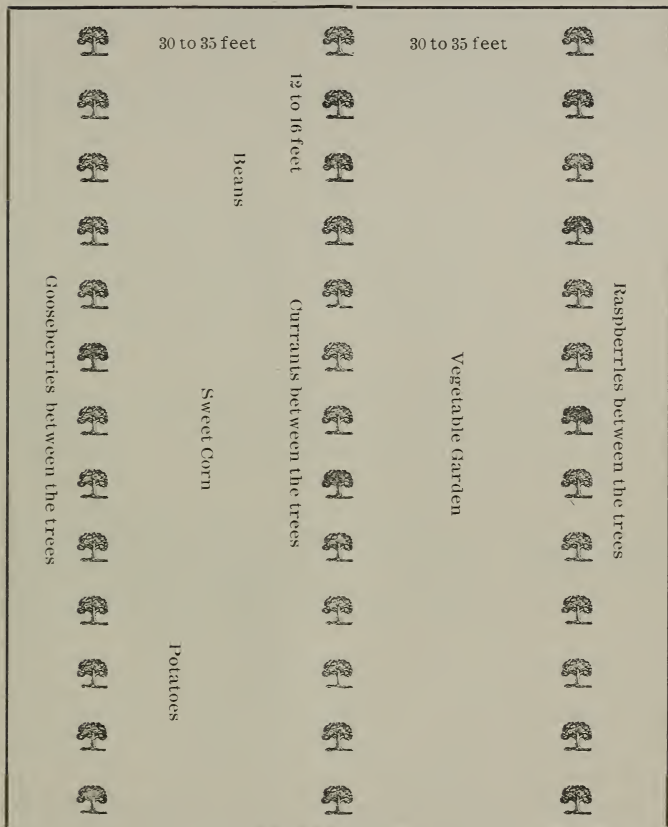 30 to 35 feet
30 to 35 feet
12 to 16 feet
Beans
Gooseberries between the trees
Currants between the trees
Raspberries between the trees
Vegetable Garden
Sweet Corn
Potatoes